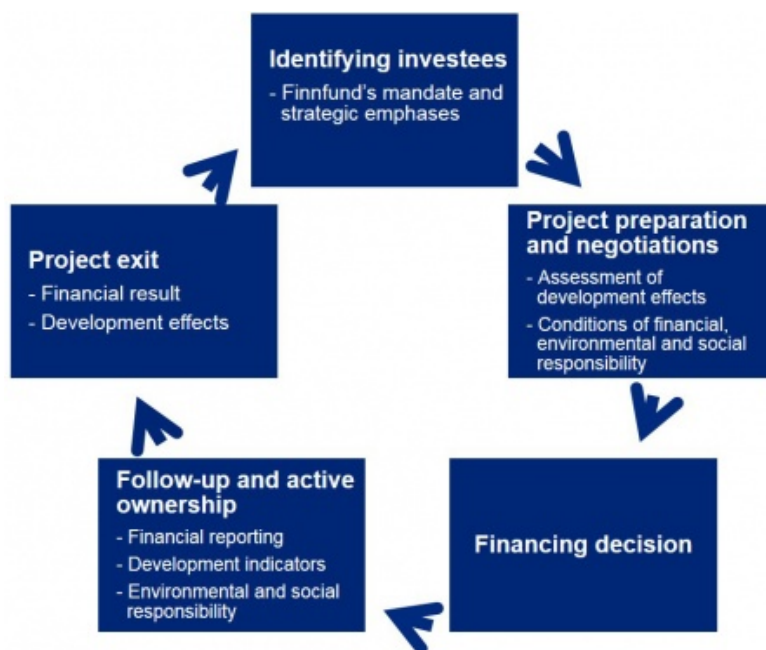 Identifying investees
- Finnfund's mandate and
strategic emphases
Project preparation
and negotiations
- Assessment of
development effects
- Conditions of financial,
environmental and social
responsibility
Financing decision
Follow-up and active
ownership
- Financial reporting
- Development indicators
- Environmental and social
responsibility
Project exit
- Financial result
- Development effects